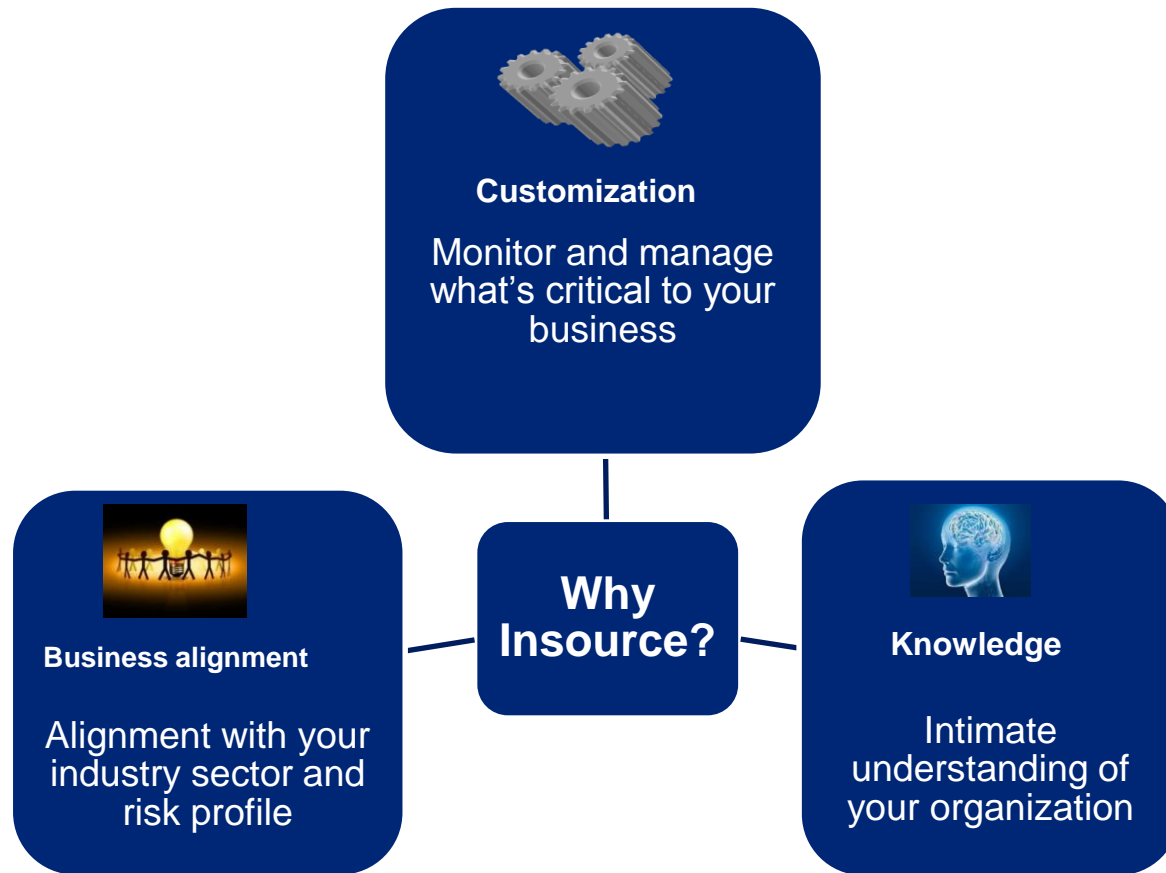 Customization
Monitor and manage
what’s critical to your
business
Why
Insource?
Business alignment
Alignment with your
industry sector and
risk profile
Knowledge
Intimate
understanding of
your organization